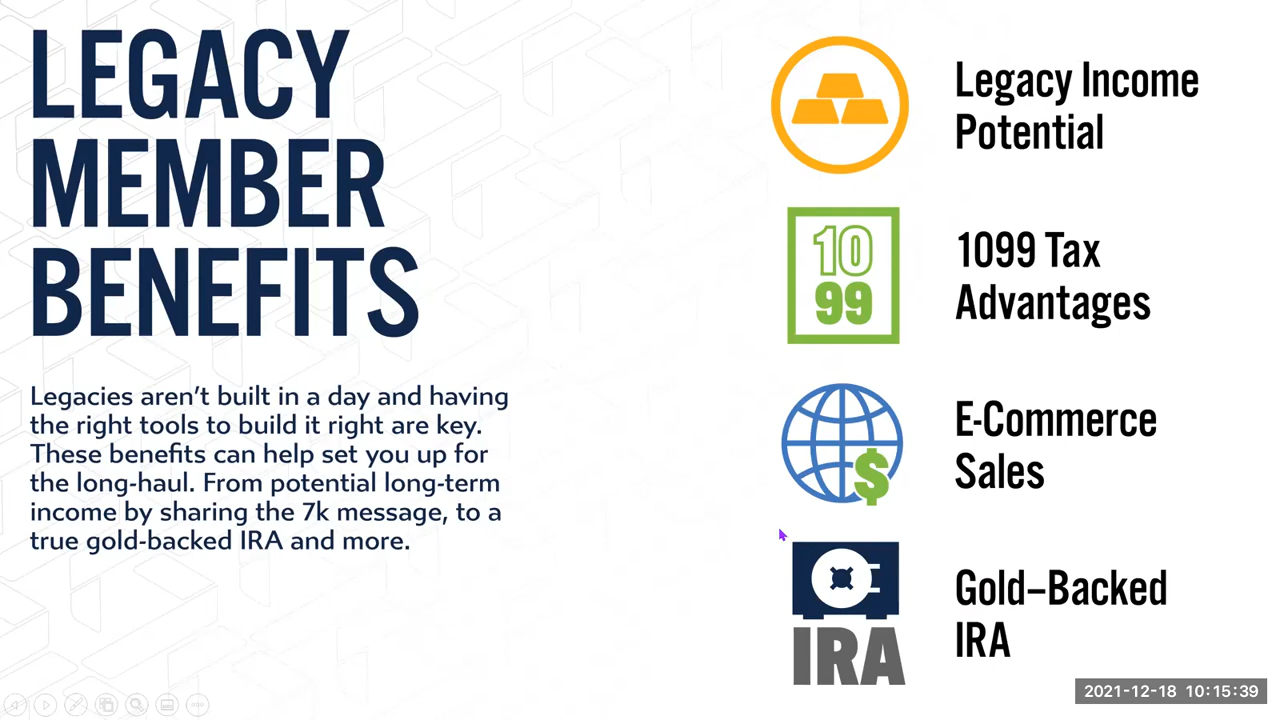 LEGACY
MEMBER
BENEFITS
Legacies aren’t built in a day and having
the right tools to build it right are key.
These benefits can help set you up for
the long-haul. From potential long-term
income by sharing the 7k message, to a
true gold-backed IRA and more.
Legacy Income
Potential
10
99
1099 Tax
Advantages
$
E-Commerce
Sales
IRA
Gold–Backed
IRA
2021-12-18 10:15:39